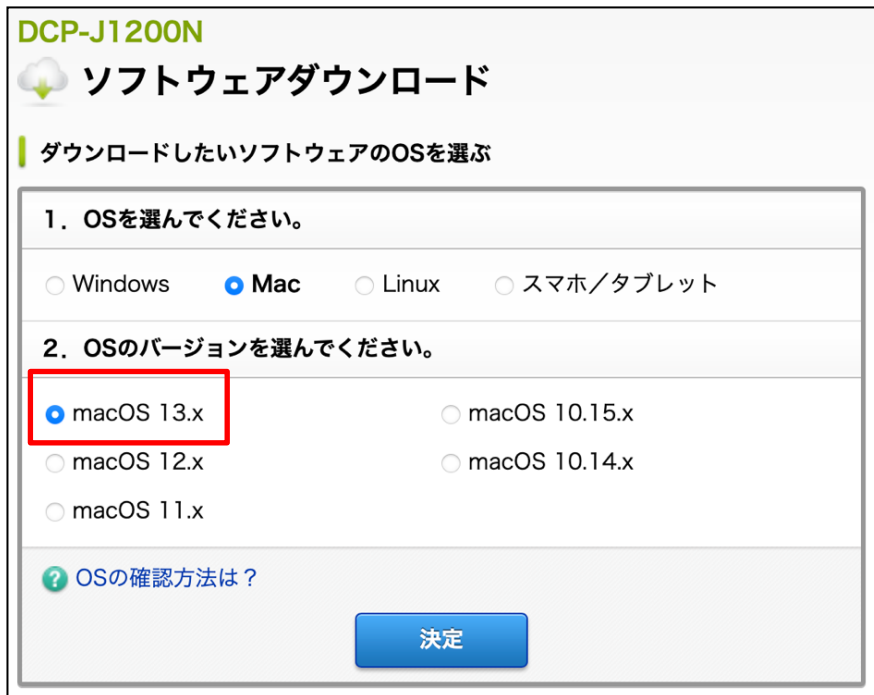 DCP-J1200N
ソフトウェアダウンロード
ダウンロードしたいソフトウェアのOSを選ぶ
1．OSを選んでください。
Windows Mac Linux スマホ／タブレット
2．OSのバージョンを選んでください。
macOS 13.x macOS 10.15.x
macOS 12.x macOS 10.14.x
macOS 11.x
? OSの確認方法は？
決定